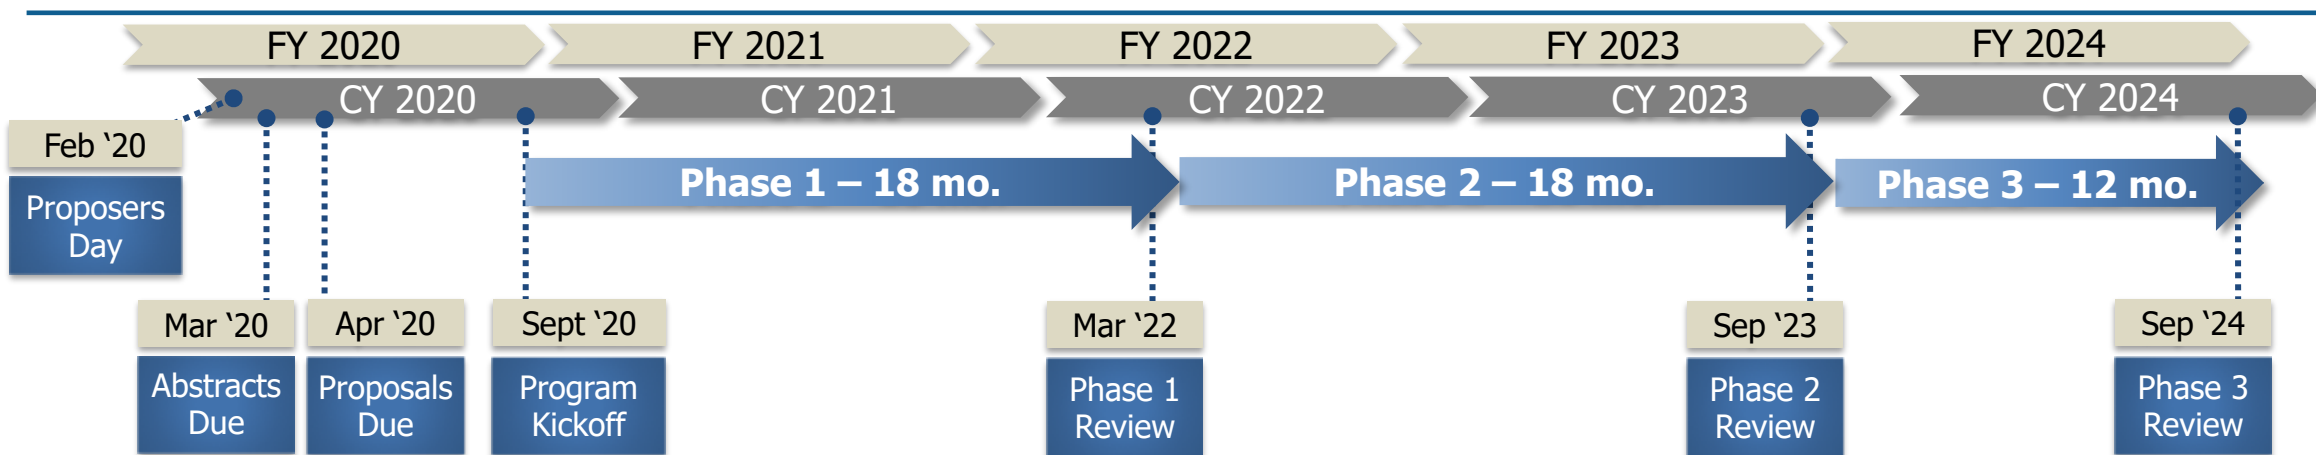 FY 2020
FY 2021
FY 2022
FY 2023
FY 2024
CY 2020
CY 2021
CY 2022
CY 2023
CY 2024
Feb ‘20
Proposers
Day
Phase 1 – 18 mo.
Phase 2 – 18 mo.
Phase 3 – 12 mo.
Mar ‘20
Abstracts
Due
Apr ‘20
Proposals
Due
Sept ‘20
Program
Kickoff
Mar ‘22
Phase 1
Review
Sep ‘23
Phase 2
Review
Sep ‘24
Phase 3
Review